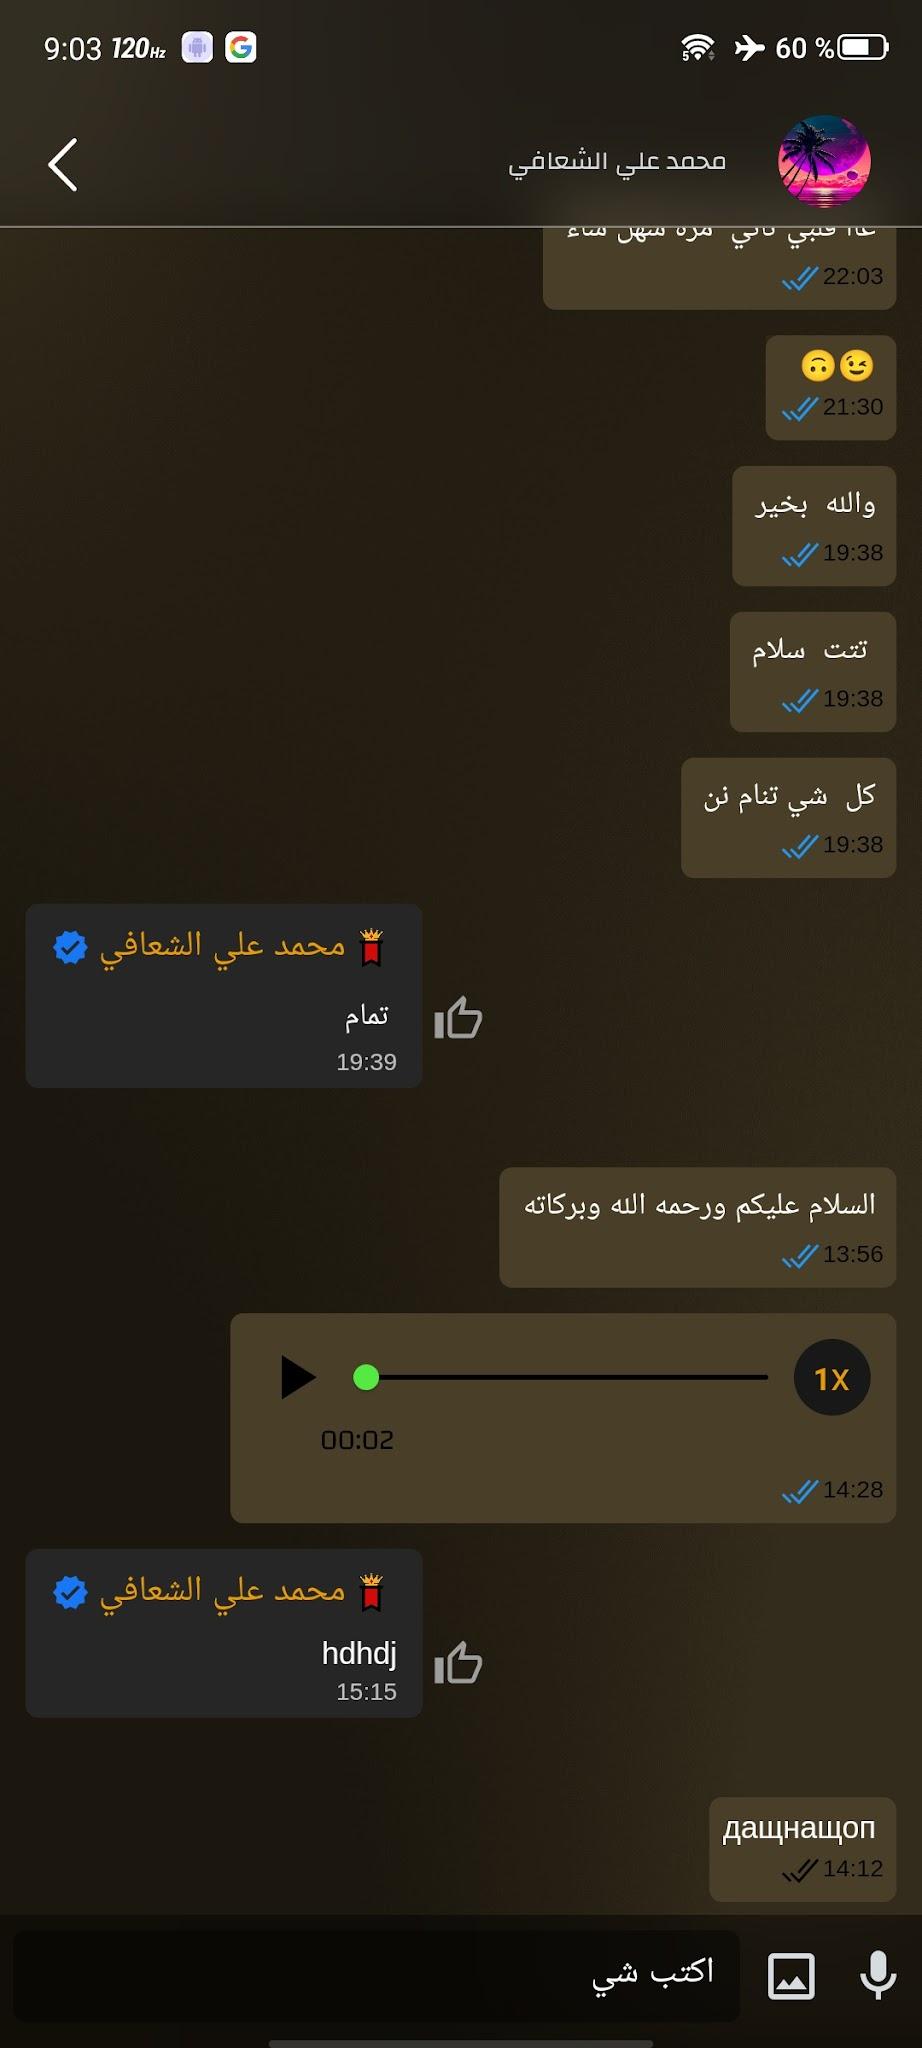 9:03 120Hz 60 %
محمد علي الشعافي
22:03
🙃😉
21:30
والله بخير
19:38
تتت سلام
19:38
كل شي تنام نن
19:38
محمد علي الشعافي
تمام
19:39
السلام عليكم ورحمه الله وبركاته
13:56
1X
00:02
14:28
محمد علي الشعافي
hdhdj
15:15
дащнащоп
14:12
اكتب شي